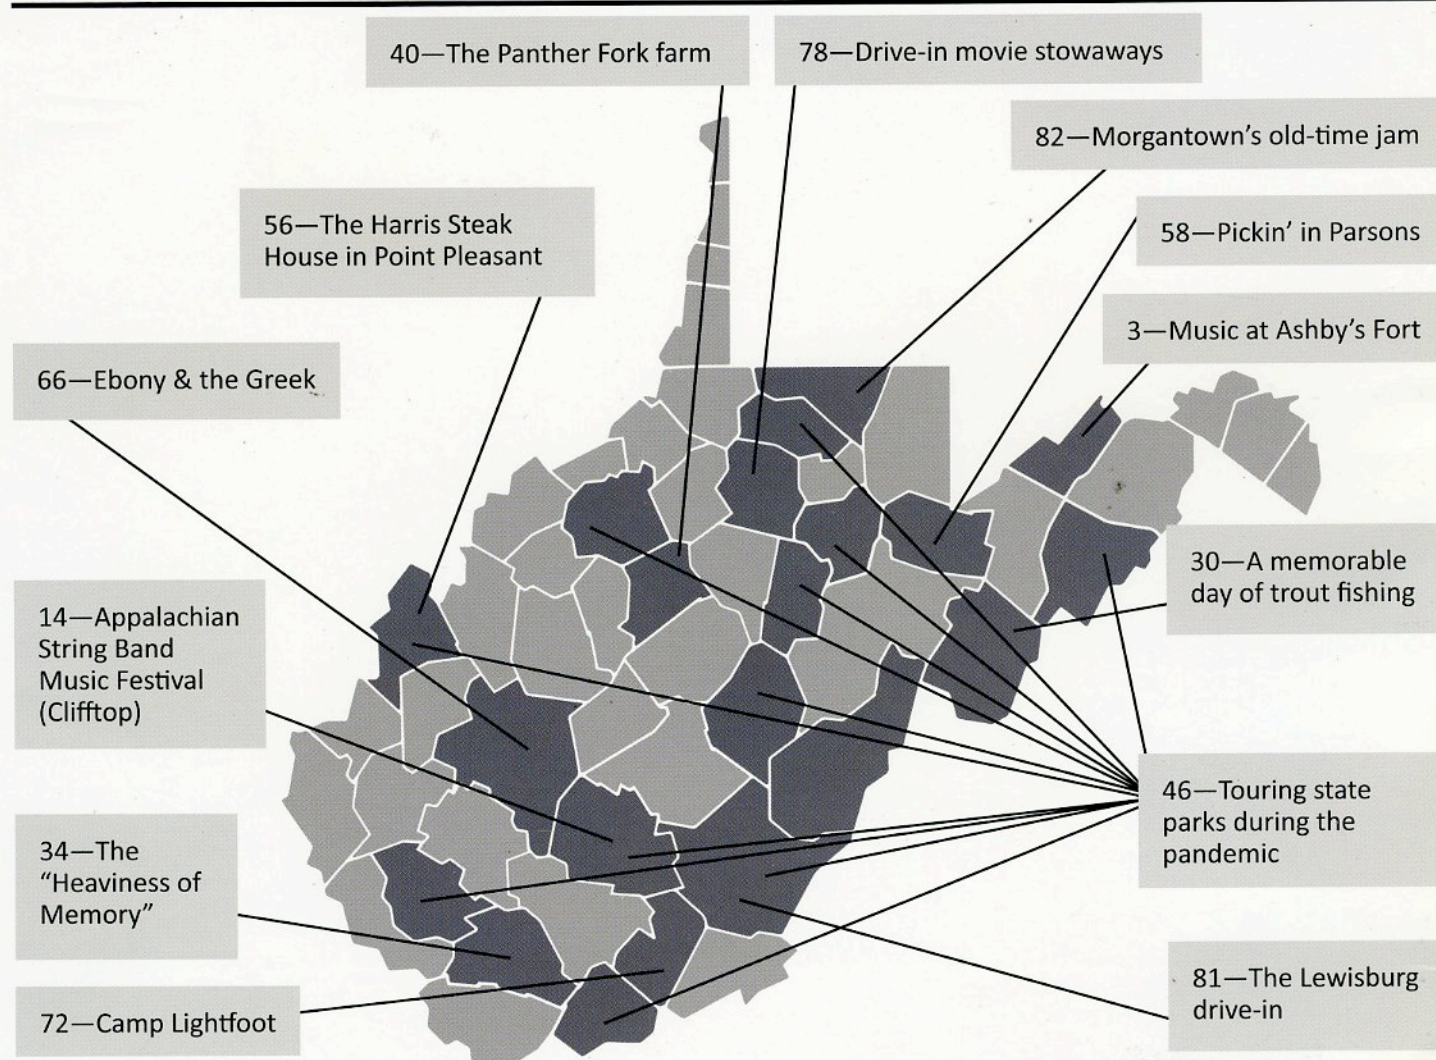 40—The Panther Fork farm
78—Drive-in movie stowaways
82—Morgantown’s old-time jam
56—The Harris Steak
House in Point Pleasant
58—Pickin’ in Parsons
3—Music at Ashby’s Fort
66—Ebony & the Greek
30—A memorable
day of trout fishing
14—Appalachian
String Band
Music Festival
(Clifftop)
46—Touring state
parks during the
pandemic
34—The
“Heaviness of
Memory”
81—The Lewisburg
drive-in
72—Camp Lightfoot